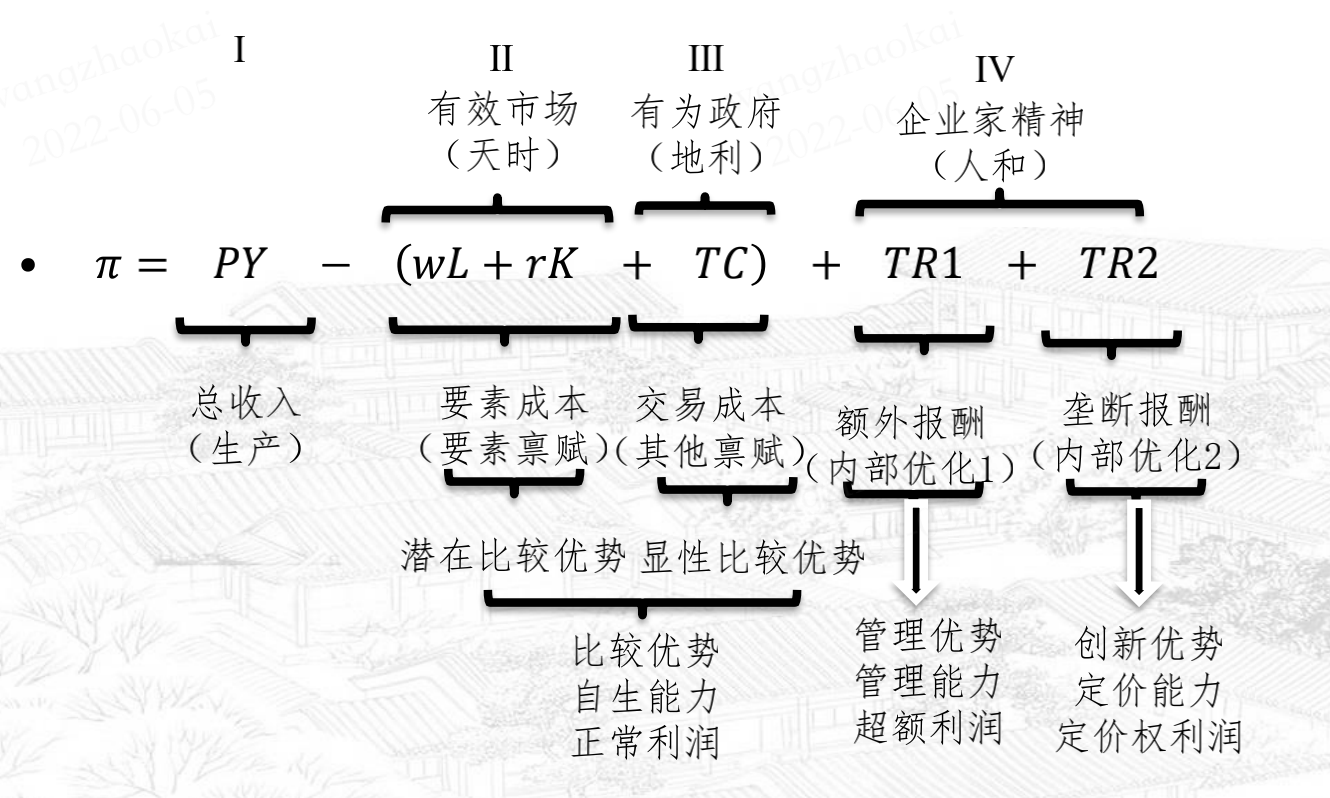 wangzhaokai
2022-06-05
wangzhaokai
2022-06-05
I
II
有效市场
（天时）
III
有为政府
（地利）
IV
企业家精神
（人和）
• π = PY − (wL + rK + TC) + TR1 + TR2
总收入
（生产）
要素成本
（要素禀赋）
交易成本
（其他禀赋）
额外报酬
（内部优化1）
垄断报酬
（内部优化2）
潜在比较优势 显性比较优势
比较优势
自生能力
正常利润
管理优势
管理能力
超额利润
创新优势
定价能力
定价权利润